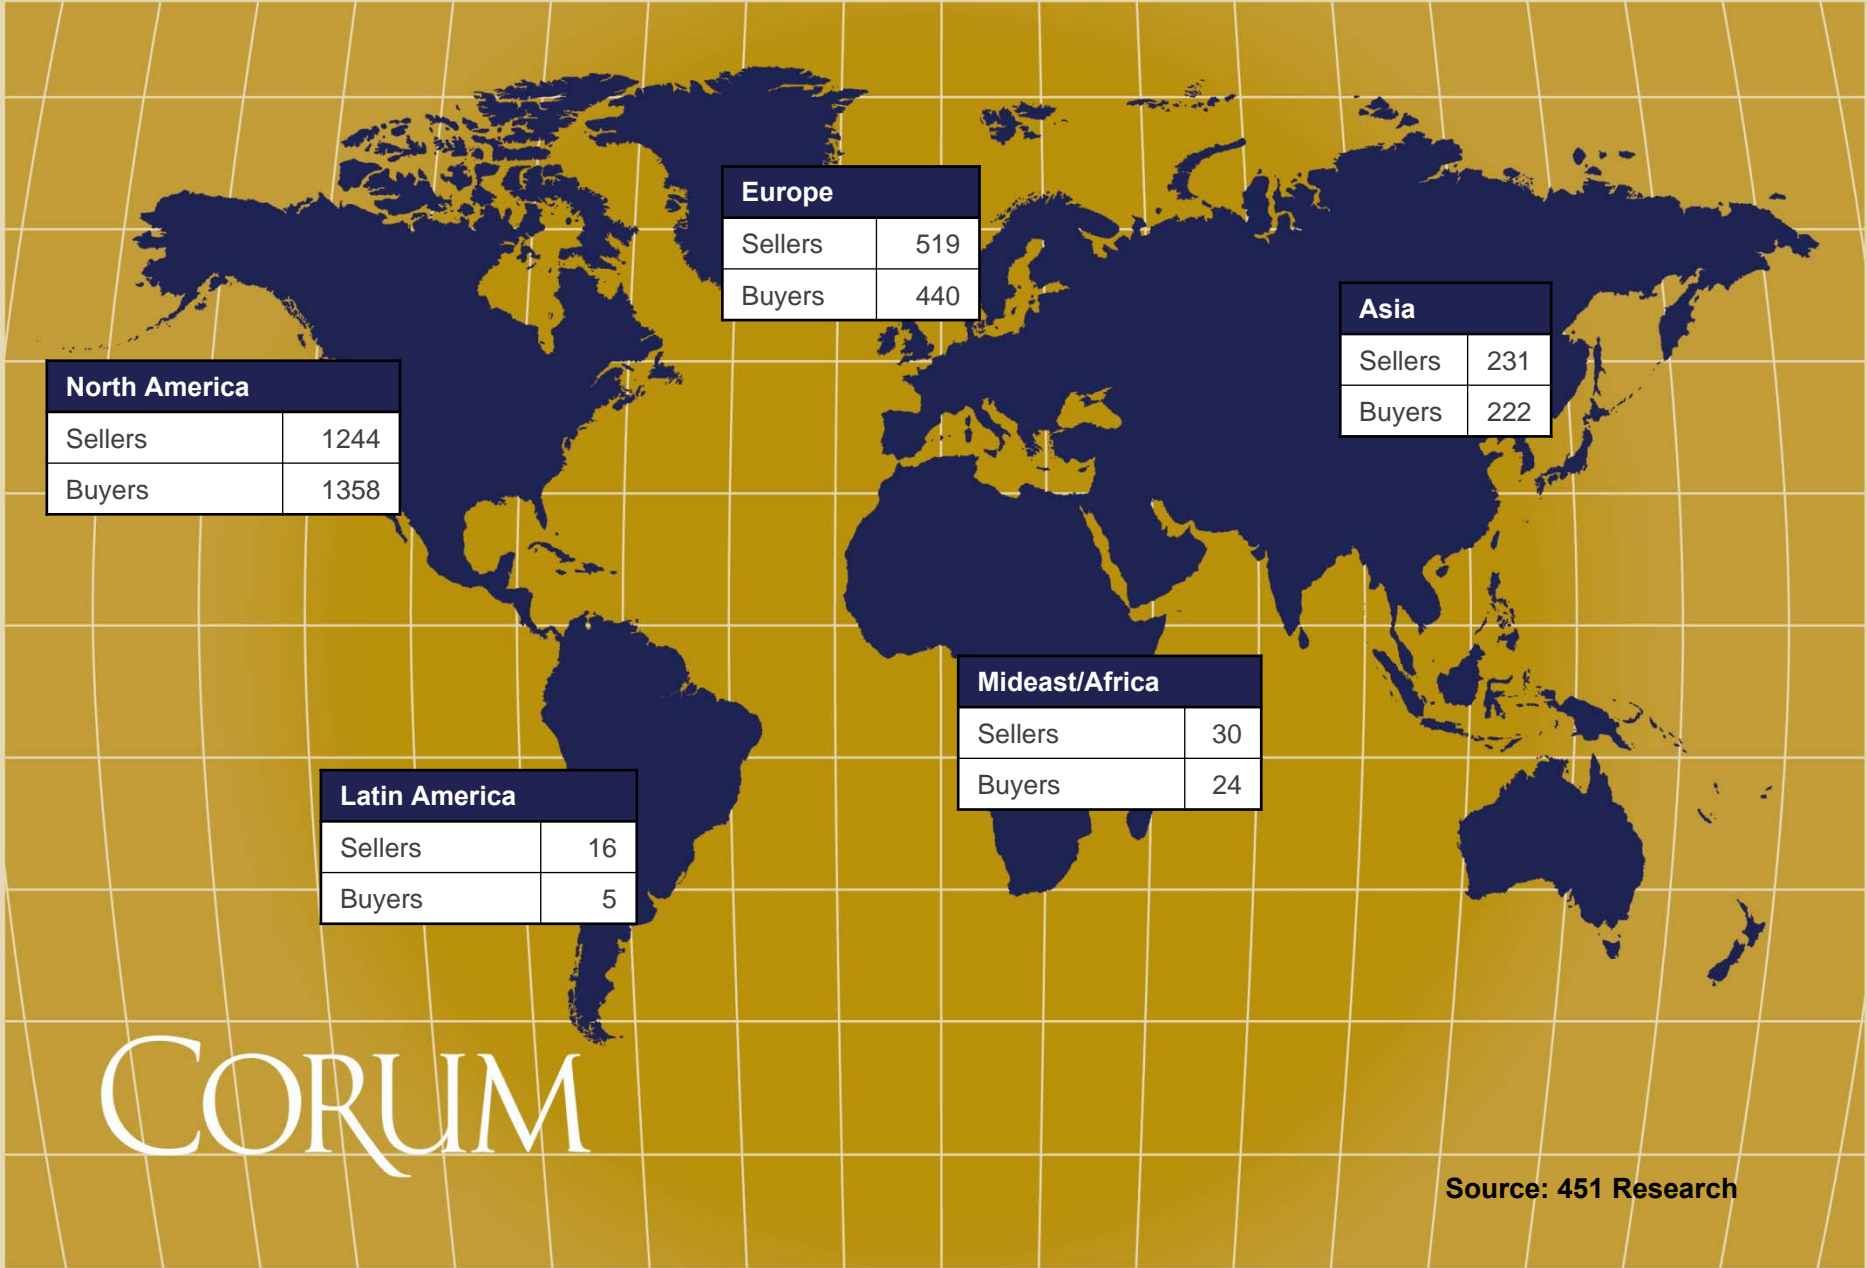 Europe
Sellers 519
Buyers 440
Asia
Sellers 231
Buyers 222
North America
Sellers 1244
Buyers 1358
Mideast/Africa
Sellers 30
Buyers 24
Latin America
Sellers 16
Buyers 5
CORUM
Source: 451 Research